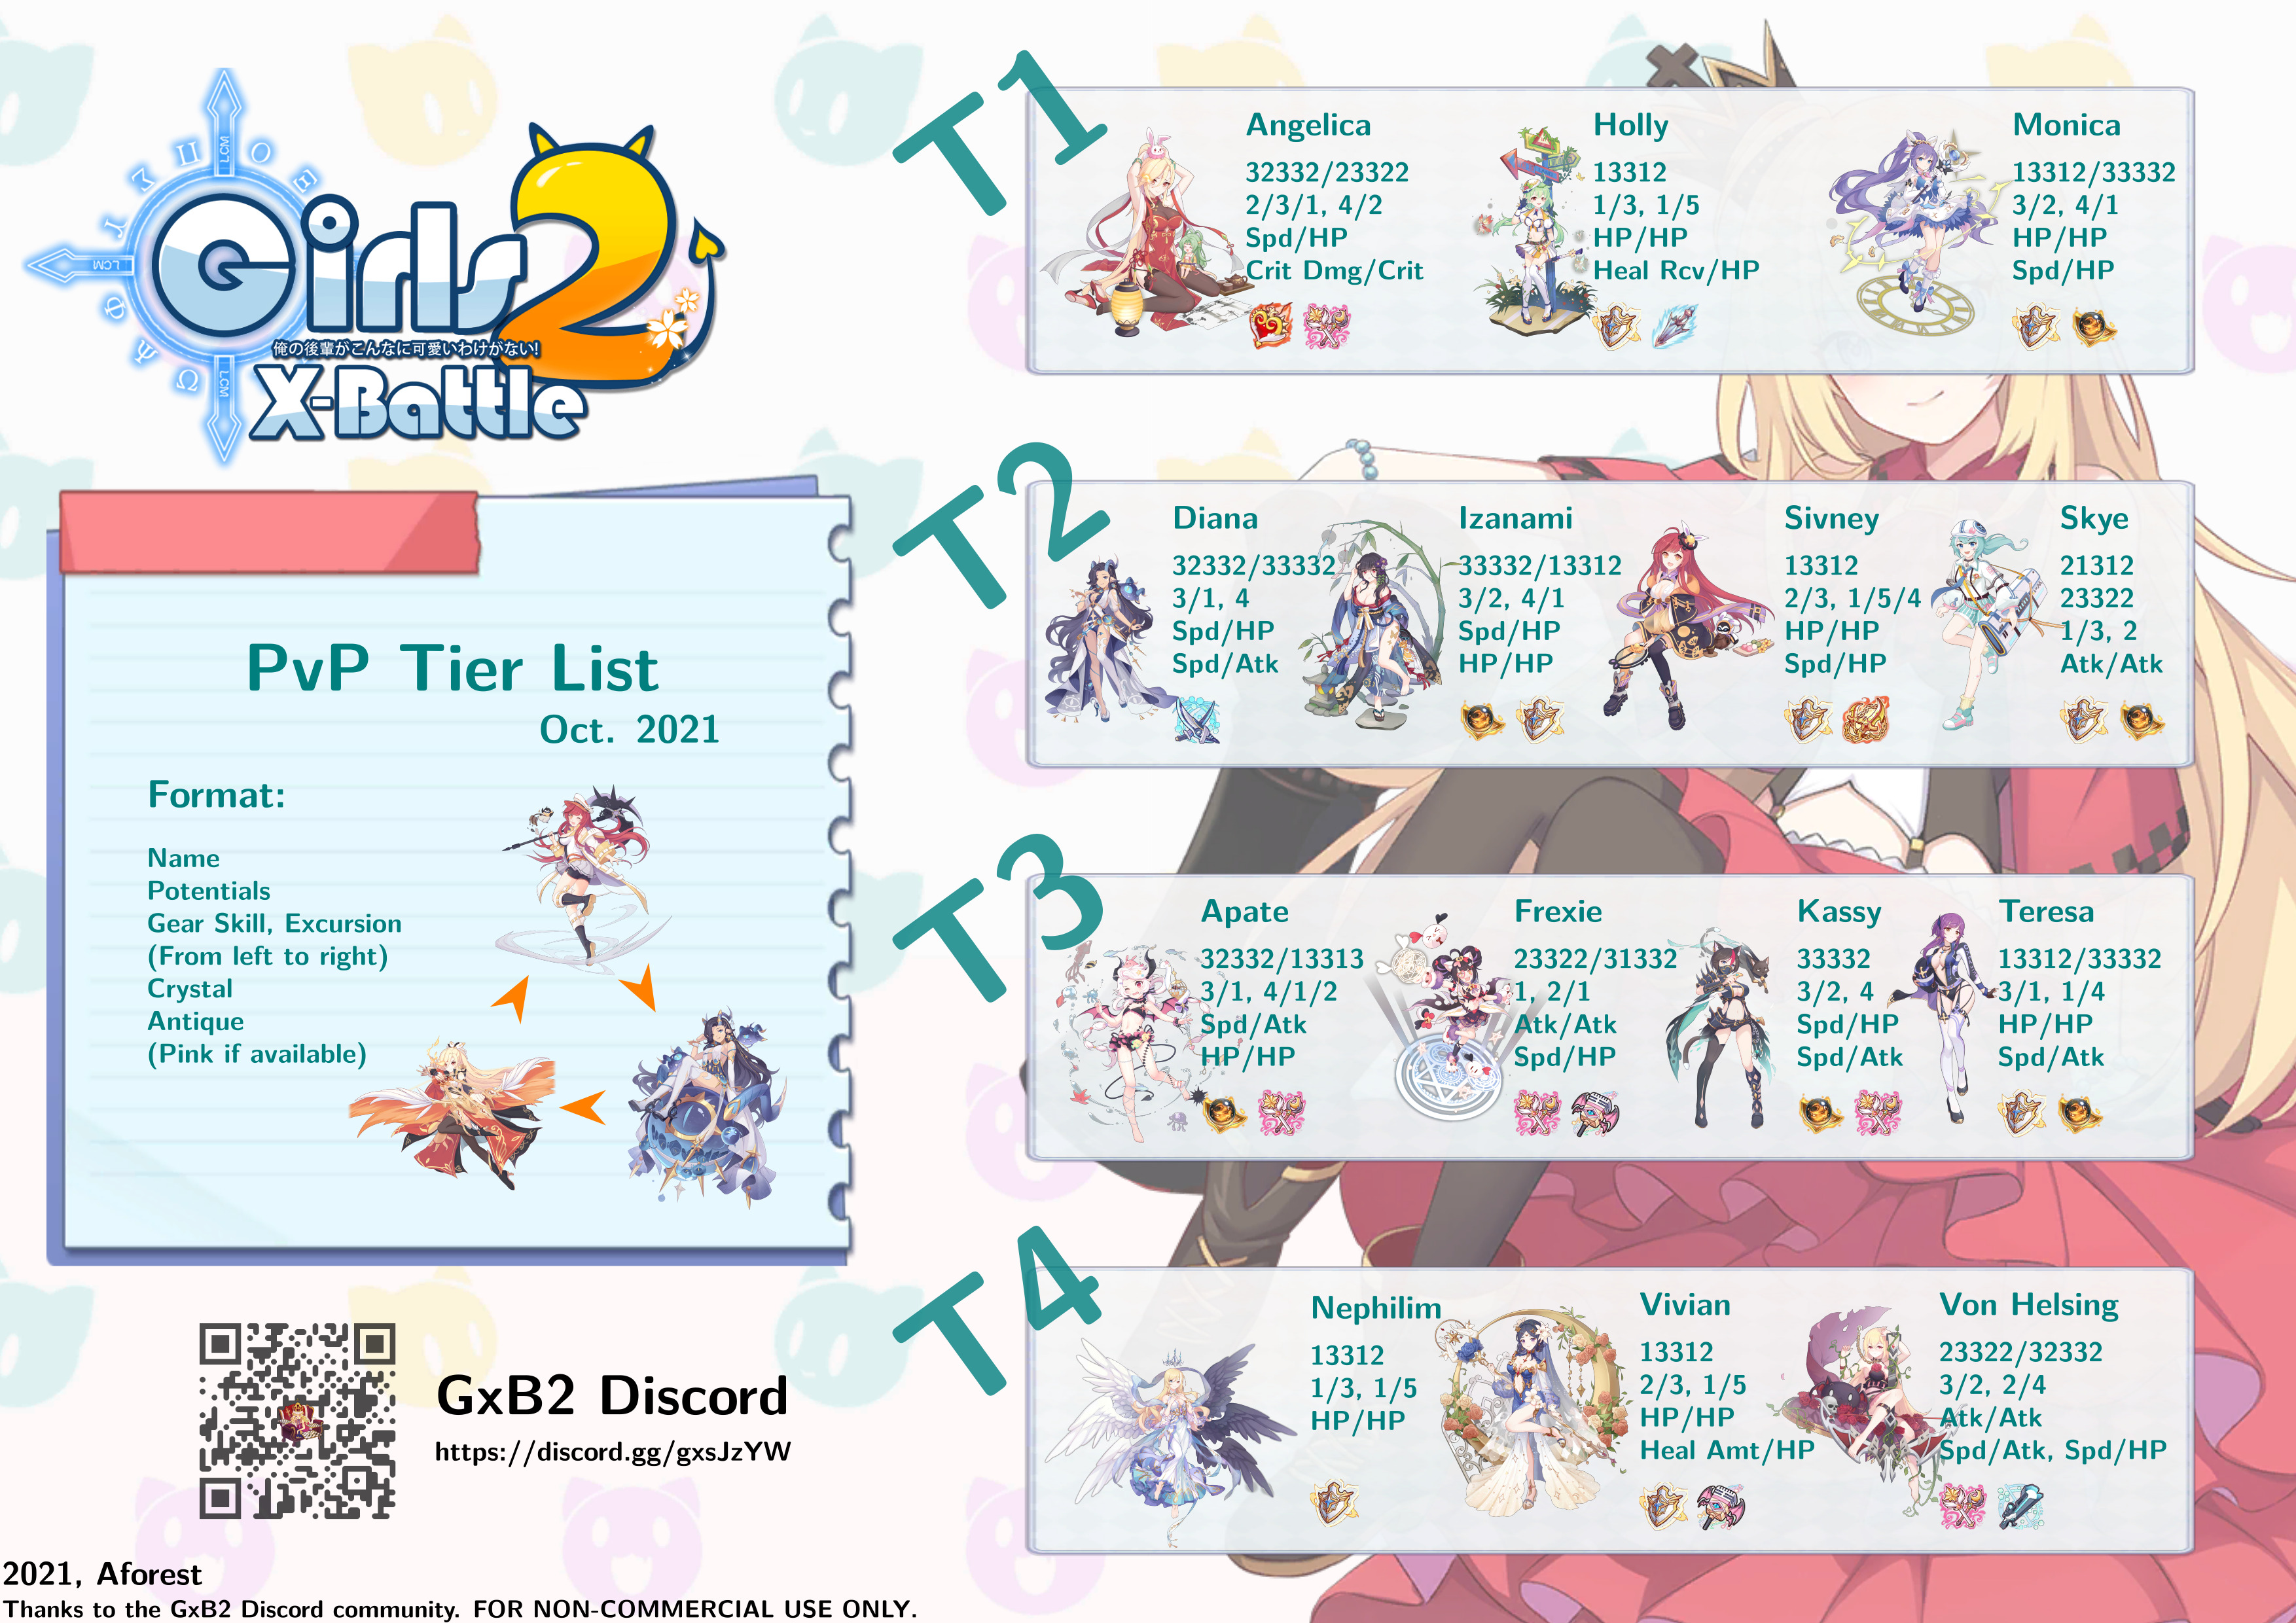 Girls 2
俺の後輩がこんなに可愛いわけがない!
X-Battle
LCM
LCM
LCM
Π Ο Ξ Σ Υ Φ Ψ Ω
PvP Tier List
Oct. 2021
Format:
Name
Potentials
Gear Skill, Excursion
(From left to right)
Crystal
Antique
(Pink if available)
GxB2 Discord
https://discord.gg/gxsJzYW
T1
Angelica
32332/23322
2/3/1, 4/2
Spd/HP
Crit Dmg/Crit
Holly
13312
1/3, 1/5
HP/HP
Heal Rcv/HP
Monica
13312/33332
3/2, 4/1
HP/HP
Spd/HP
T2
Diana
32332/33332
3/1, 4
Spd/HP
Spd/Atk
Izanami
33332/13312
3/2, 4/1
Spd/HP
HP/HP
Sivney
13312
2/3, 1/5/4
HP/HP
Spd/HP
Skye
21312
23322
1/3, 2
Atk/Atk
T3
Apate
32332/13313
3/1, 4/1/2
Spd/Atk
HP/HP
Frexie
23322/31332
1, 2/1
Atk/Atk
Spd/HP
Kassy
33332
3/2, 4
Spd/HP
Spd/Atk
Teresa
13312/33332
3/1, 1/4
HP/HP
Spd/Atk
T4
Nephilim
13312
1/3, 1/5
HP/HP
Vivian
13312
2/3, 1/5
HP/HP
Heal Amt/HP
Von Helsing
23322/32332
3/2, 2/4
Atk/Atk
Spd/Atk, Spd/HP
2021, Aforest
Thanks to the GxB2 Discord community. FOR NON-COMMERCIAL USE ONLY.